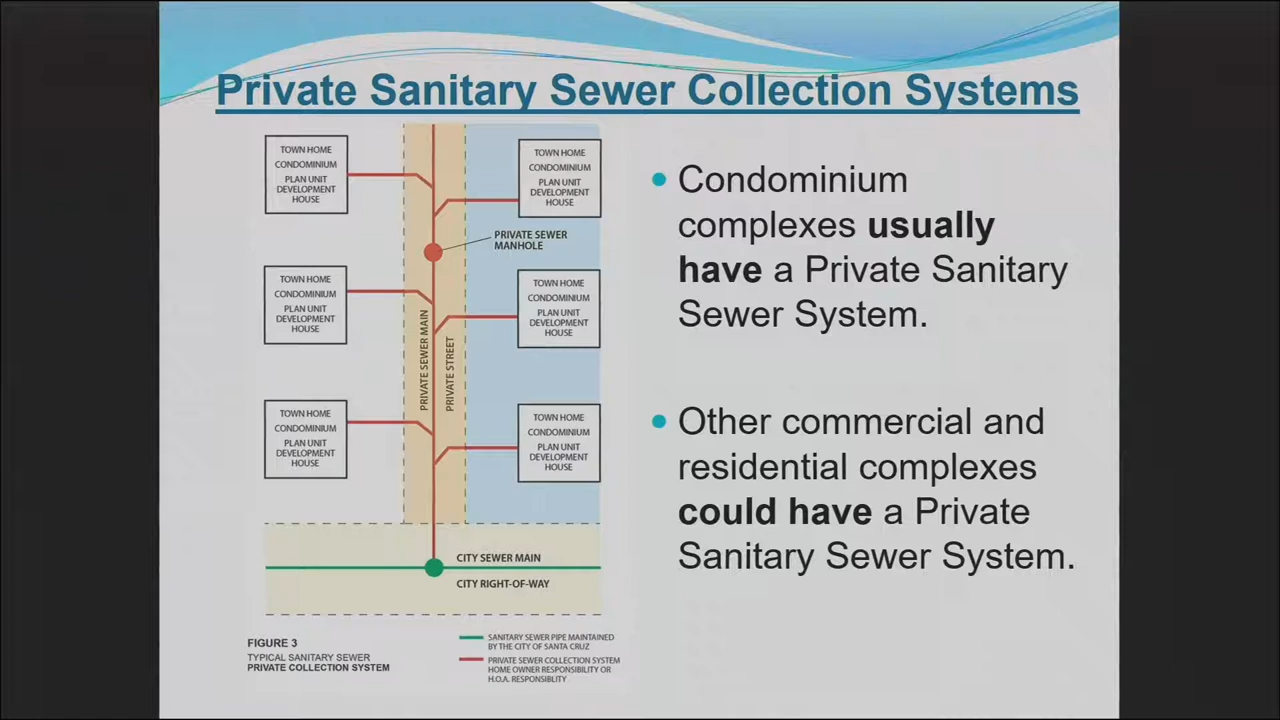 Private Sanitary Sewer Collection Systems
TOWN HOME
CONDOMINIUM
PLAN UNIT
DEVELOPMENT
HOUSE
TOWN HOME
CONDOMINIUM
PLAN UNIT
DEVELOPMENT
HOUSE
PRIVATE SEWER
MANHOLE
TOWN HOME
CONDOMINIUM
PLAN UNIT
DEVELOPMENT
HOUSE
TOWN HOME
CONDOMINIUM
PLAN UNIT
DEVELOPMENT
HOUSE
PRIVATE SEWER MAIN
PRIVATE STREET
TOWN HOME
CONDOMINIUM
PLAN UNIT
DEVELOPMENT
HOUSE
TOWN HOME
CONDOMINIUM
PLAN UNIT
DEVELOPMENT
HOUSE
CITY SEWER MAIN
CITY RIGHT-OF-WAY
FIGURE 3
TYPICAL SANITARY SEWER
PRIVATE COLLECTION SYSTEM
SANITARY SEWER PIPE MAINTAINED
BY THE CITY OF SANTA CRUZ
PRIVATE SEWER COLLECTION SYSTEM
HOME OWNER RESPONSIBILITY OR
H.O.A. RESPONSIBLITY
• Condominium
complexes usually
have a Private Sanitary
Sewer System.
• Other commercial and
residential complexes
could have a Private
Sanitary Sewer System.